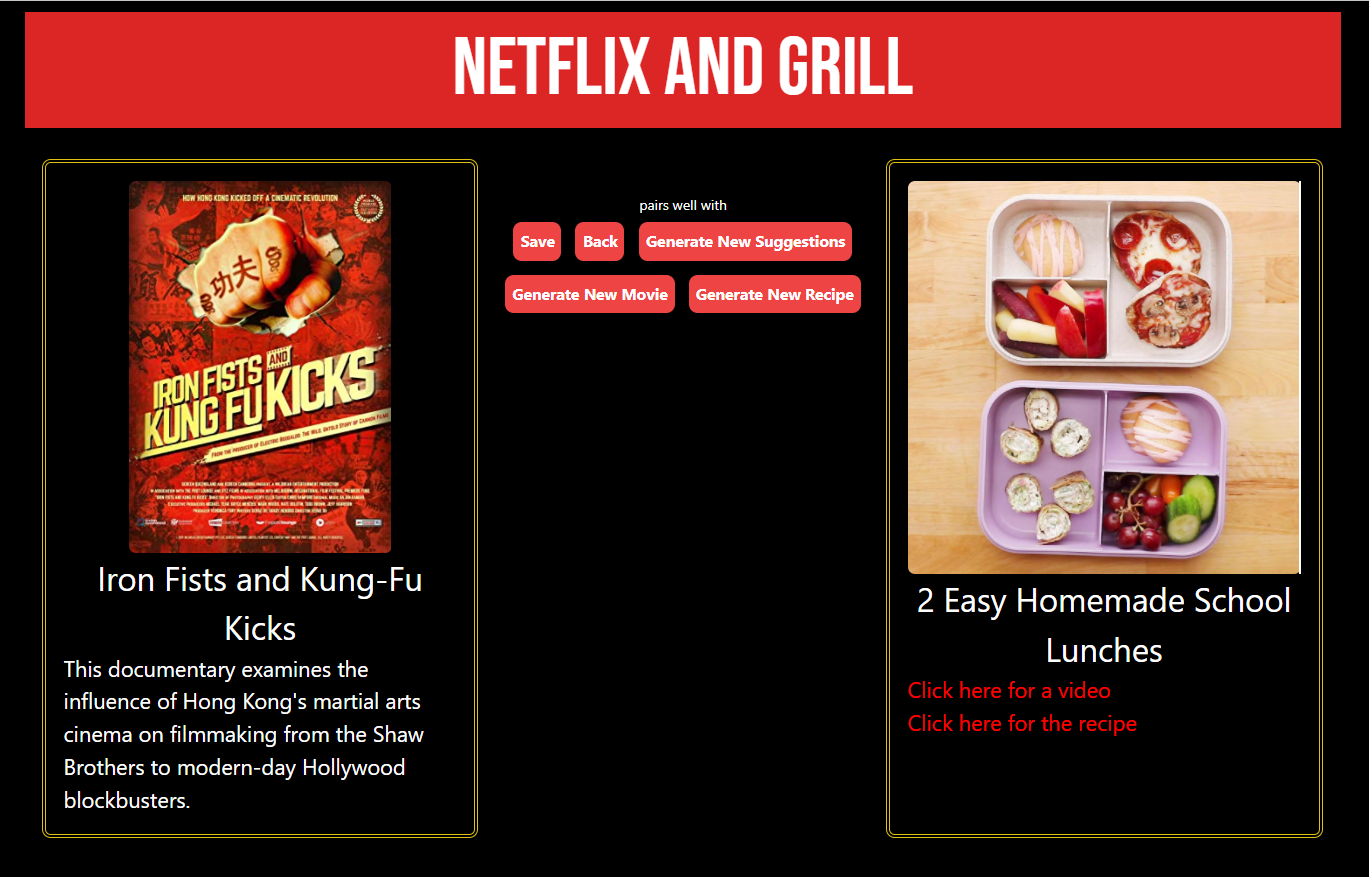 NETFLIX AND GRILL
HOW HONG KONG KICKED OFF A CINEMATIC REVOLUTION
功夫
IRON FISTS AND
KUNG FU KICKS
FROM THE PRODUCER OF ELECTRIC BOOGALOO: THE WILD, UNTOLD STORY OF CANNON FILMS
Iron Fists and Kung-Fu
Kicks
This documentary examines the
influence of Hong Kong's martial arts
cinema on filmmaking from the Shaw
Brothers to modern-day Hollywood
blockbusters.
pairs well with
Save Back Generate New Suggestions
Generate New Movie Generate New Recipe
2 Easy Homemade School
Lunches
Click here for a video
Click here for the recipe